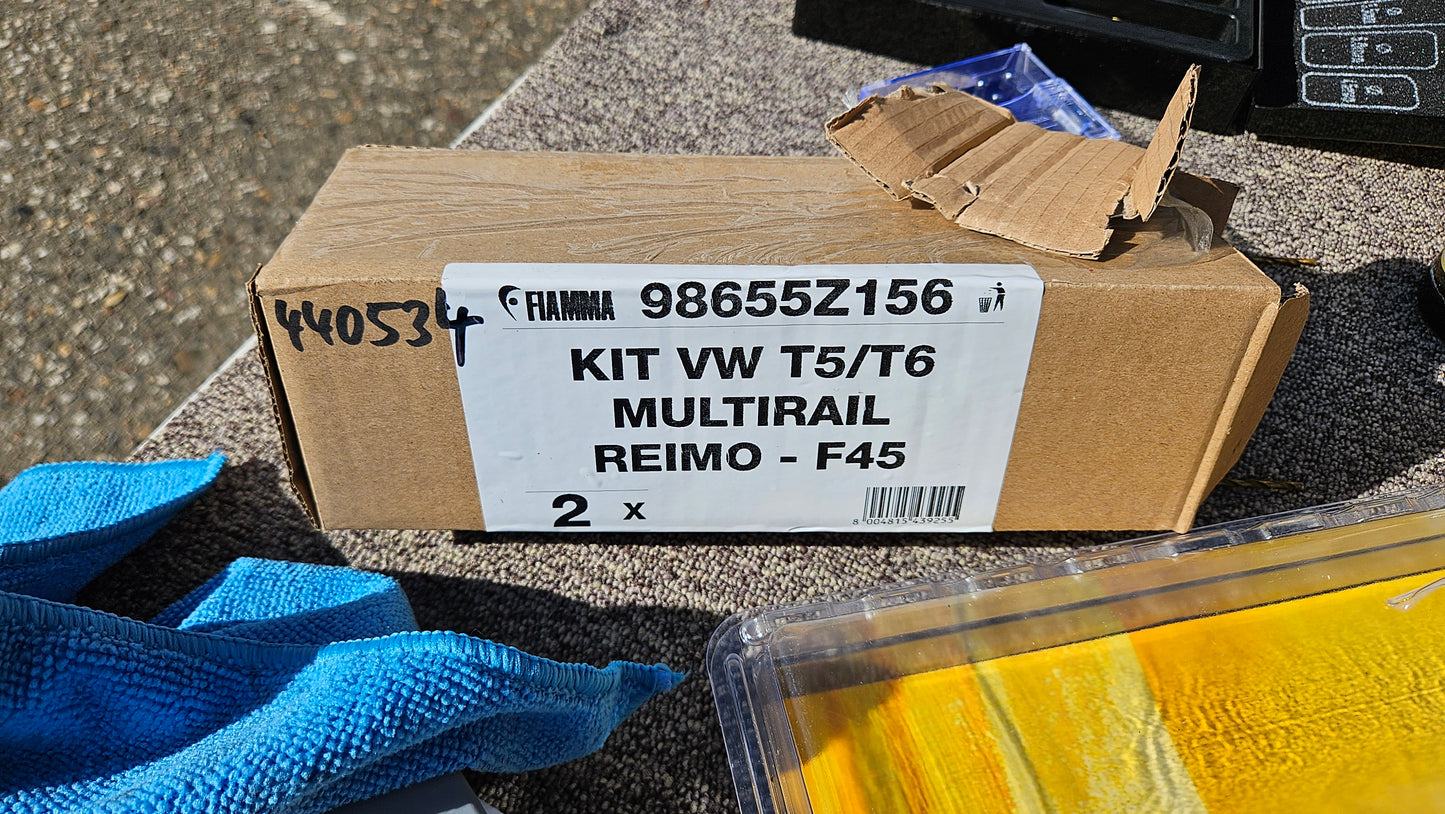 440534
FIAMMA 98655Z156
KIT VW T5/T6
MULTIRAIL
REIMO - F45
2 x
8 004815 439255